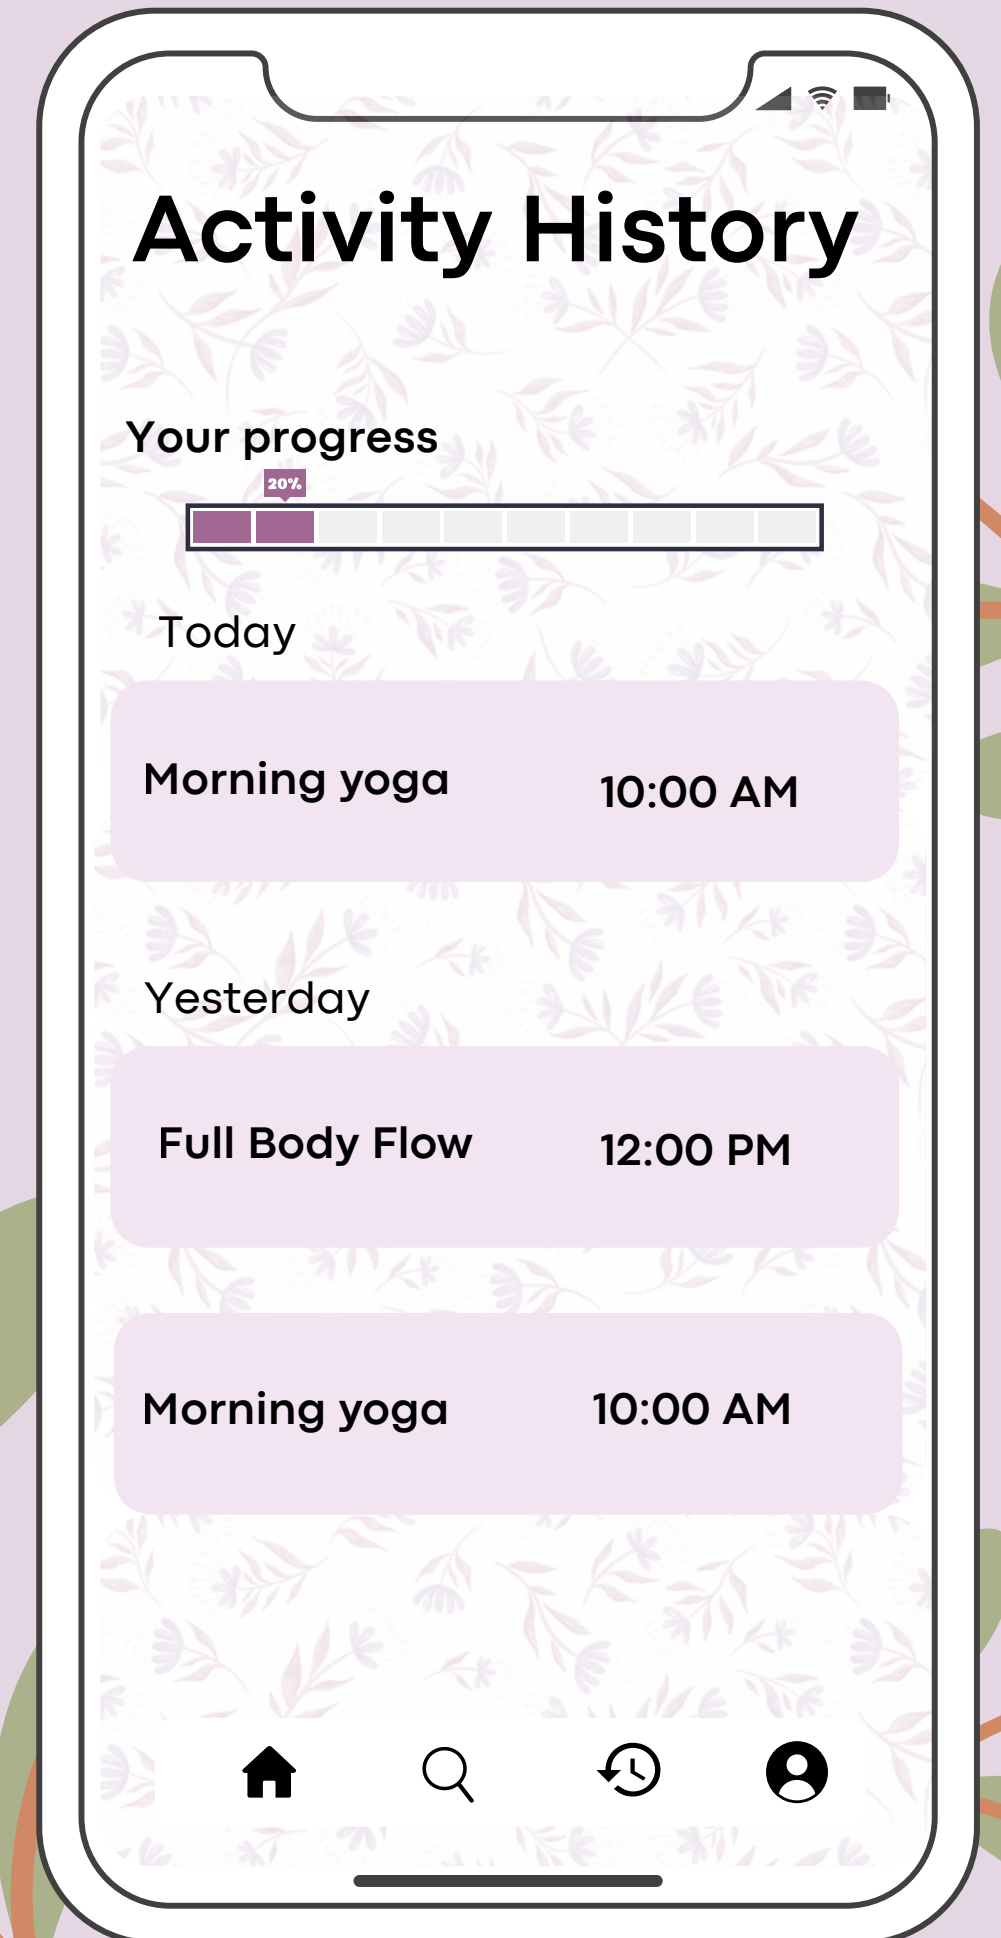 Activity History
Your progress
20%
Today
Morning yoga 10:00 AM
Yesterday
Full Body Flow 12:00 PM
Morning yoga 10:00 AM